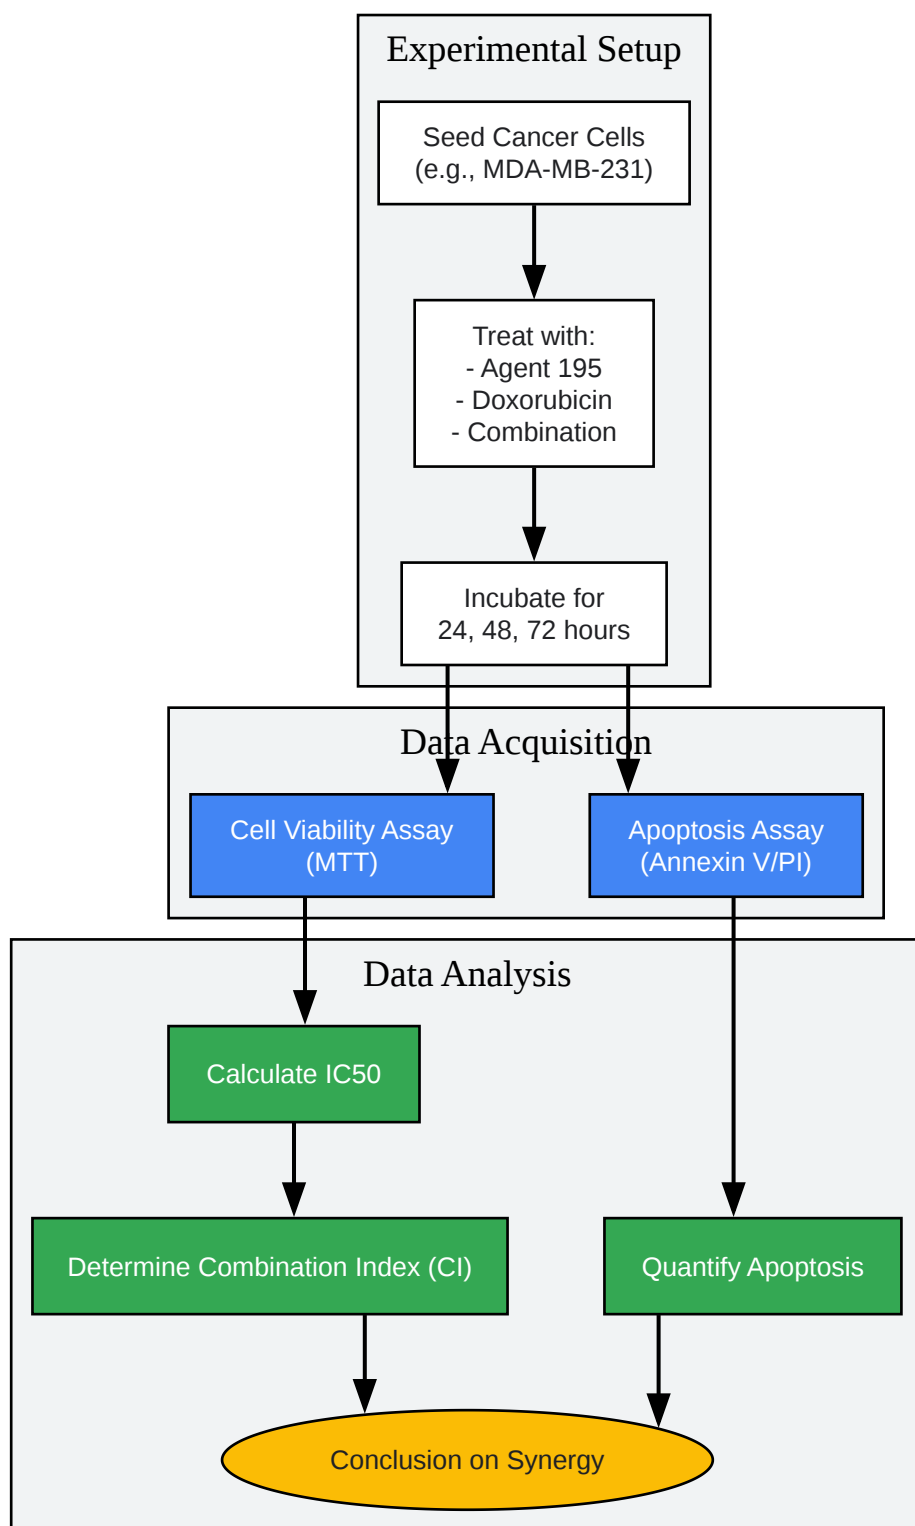 Experimental Setup
Seed Cancer Cells
(e.g., MDA-MB-231)
Treat with:
- Agent 195
- Doxorubicin
- Combination
Incubate for
24, 48, 72 hours
Data Acquisition
Cell Viability Assay
(MTT)
Apoptosis Assay
(Annexin V/PI)
Data Analysis
Calculate IC50
Determine Combination Index (CI)
Quantify Apoptosis
Conclusion on Synergy